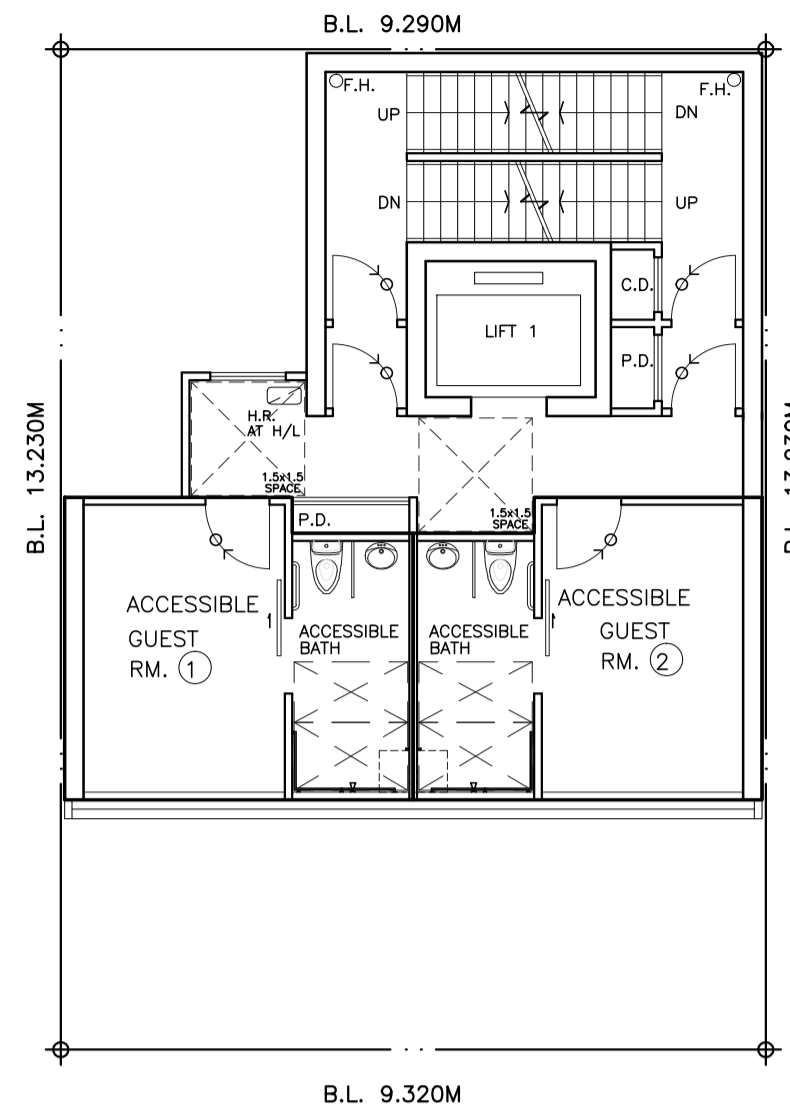 B.L. 9.290M
F.H.
F.H.
UP
DN
DN
UP
C.D.
LIFT 1
P.D.
H.R.
AT H/L
1.5x1.5
SPACE
1.5x1.5
SPACE
B.L. 13.230M
P.D.
ACCESSIBLE
GUEST
RM. 1
ACCESSIBLE
BATH
ACCESSIBLE
BATH
ACCESSIBLE
GUEST
RM. 2
B.L. 9.320M